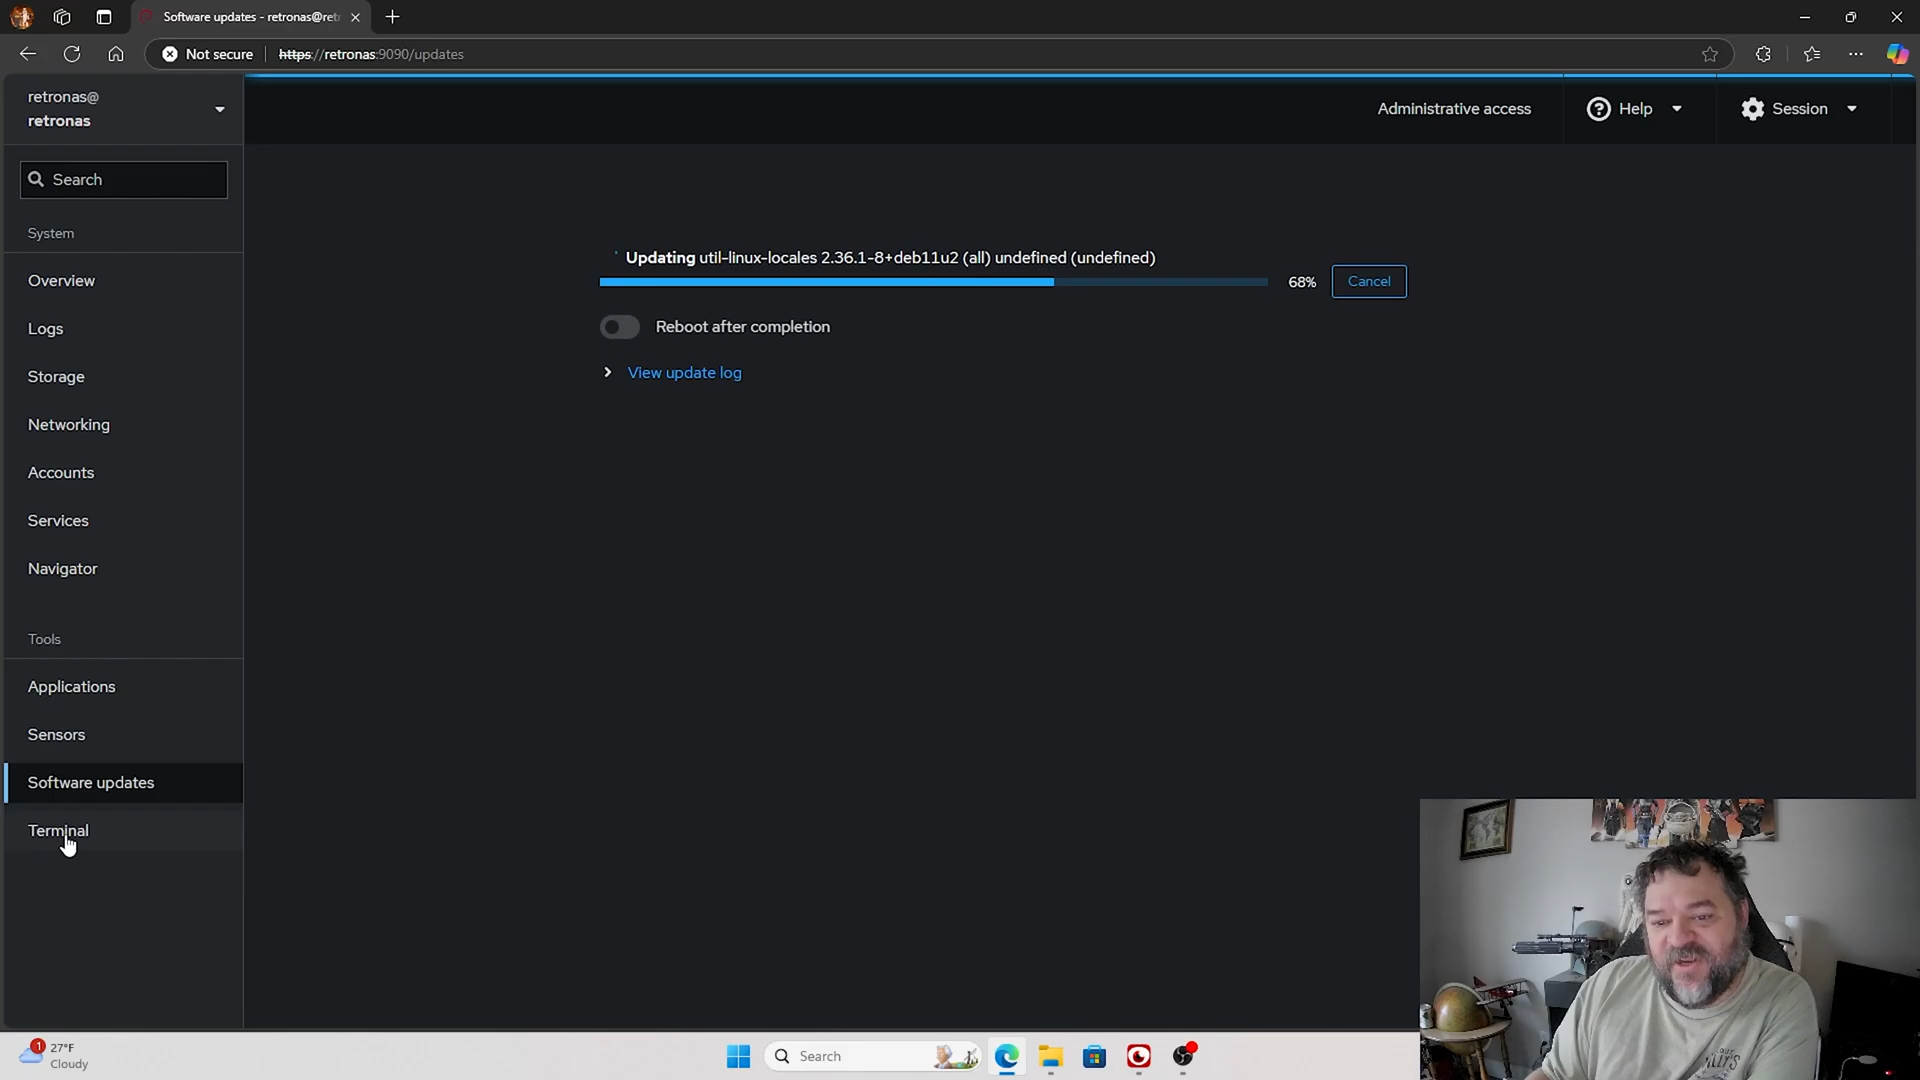 Software updates - retronas@ret
Not secure
https://retronas:9090/updates
retronas@
retronas
Administrative access
Help
Session
Search
System
Overview
Logs
Storage
Networking
Accounts
Services
Navigator
Tools
Applications
Sensors
Software updates
Terminal
Updating util-linux-locales 2.36.1-8+deb11u2 (all) undefined (undefined)
68%
Cancel
Reboot after completion
View update log
1
27°F
Cloudy
Search